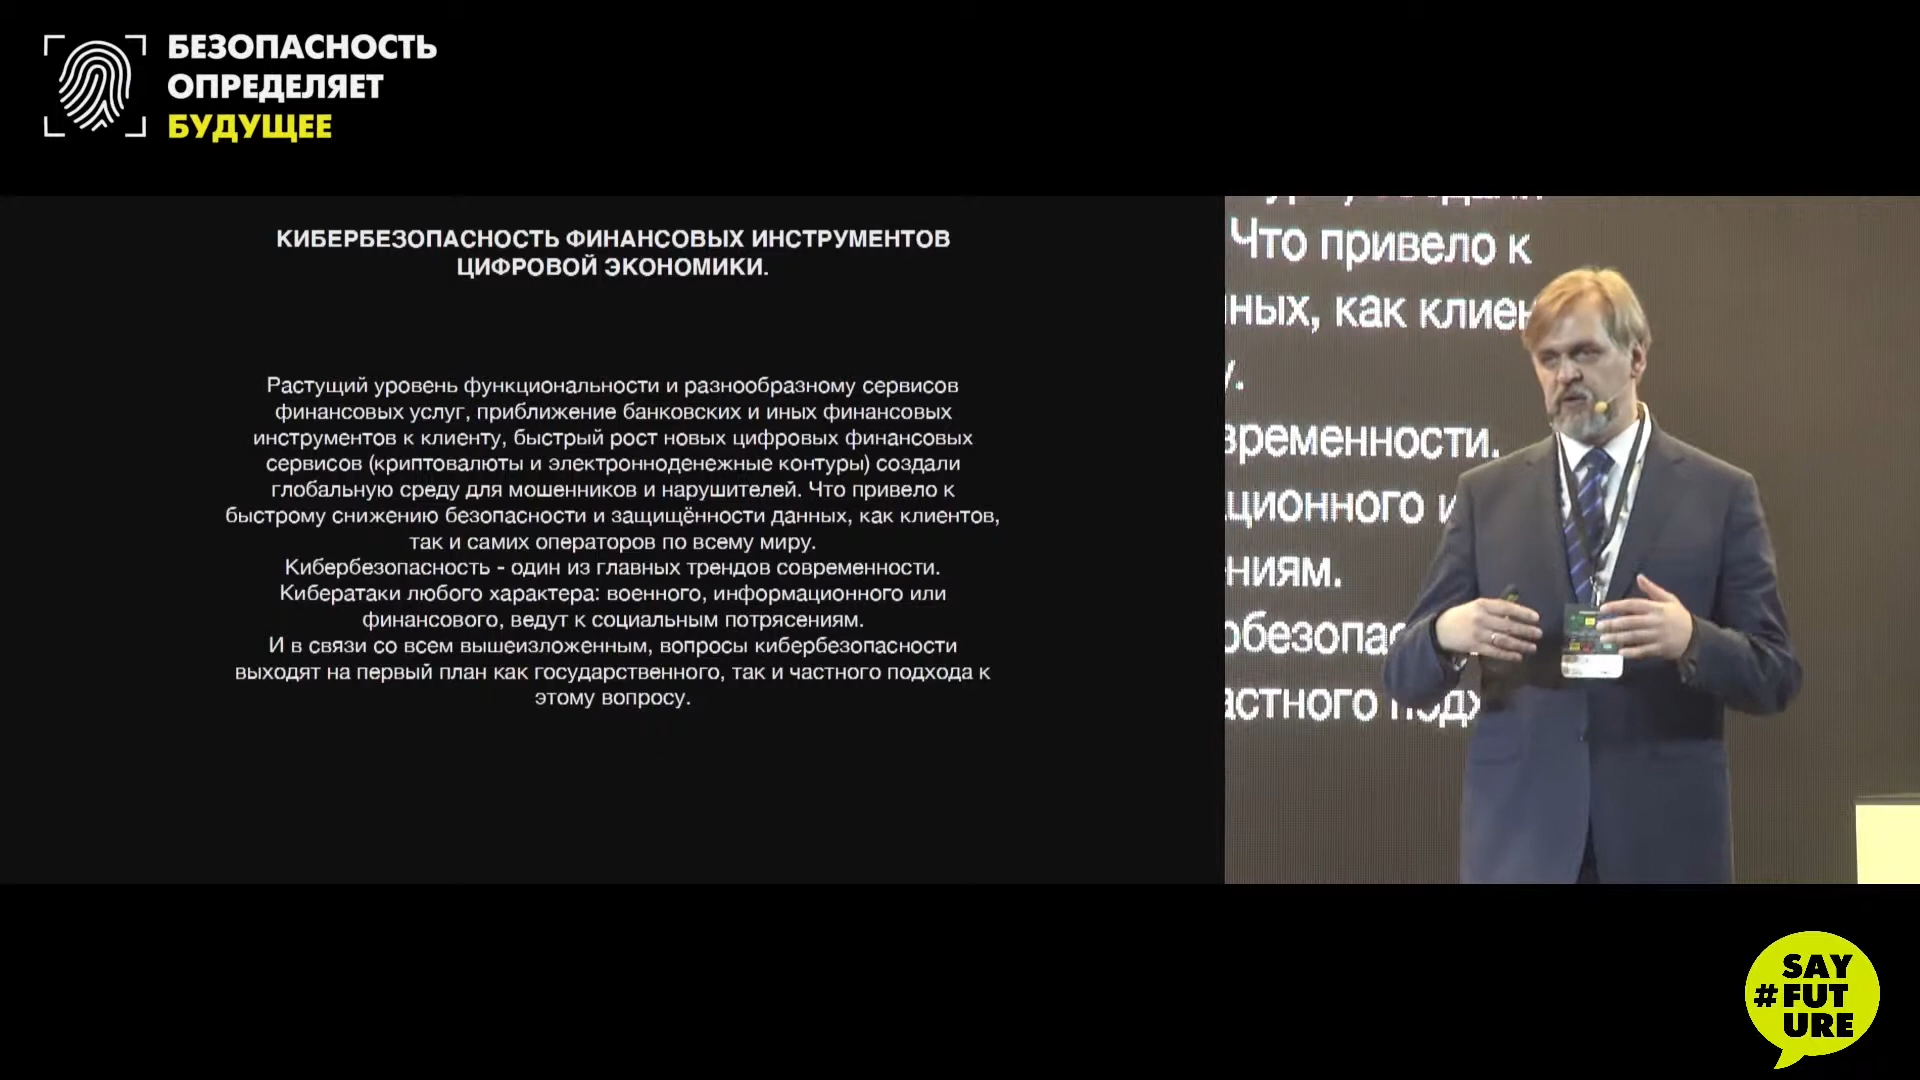 БЕЗОПАСНОСТЬ
ОПРЕДЕЛЯЕТ
БУДУЩЕЕ
КИБЕРБЕЗОПАСНОСТЬ ФИНАНСОВЫХ ИНСТРУМЕНТОВ
ЦИФРОВОЙ ЭКОНОМИКИ.
Растущий уровень функциональности и разнообразному сервисов
финансовых услуг, приближение банковских и иных финансовых
инструментов к клиенту, быстрый рост новых цифровых финансовых
сервисов (криптовалюты и электронноденежные контуры) создали
глобальную среду для мошенников и нарушителей. Что привело к
быстрому снижению безопасности и защищённости данных, как клиентов,
так и самих операторов по всему миру.
Кибербезопасность - один из главных трендов современности.
Кибератаки любого характера: военного, информационного или
финансового, ведут к социальным потрясениям.
И в связи со всем вышеизложенным, вопросы кибербезопасности
выходят на первый план как государственного, так и частного подхода к
этому вопросу.
Что привело к
ных, как клиен
у.
временности.
ционного и
ниям.
обезопас
астного подх
SAY
#FUT
URE